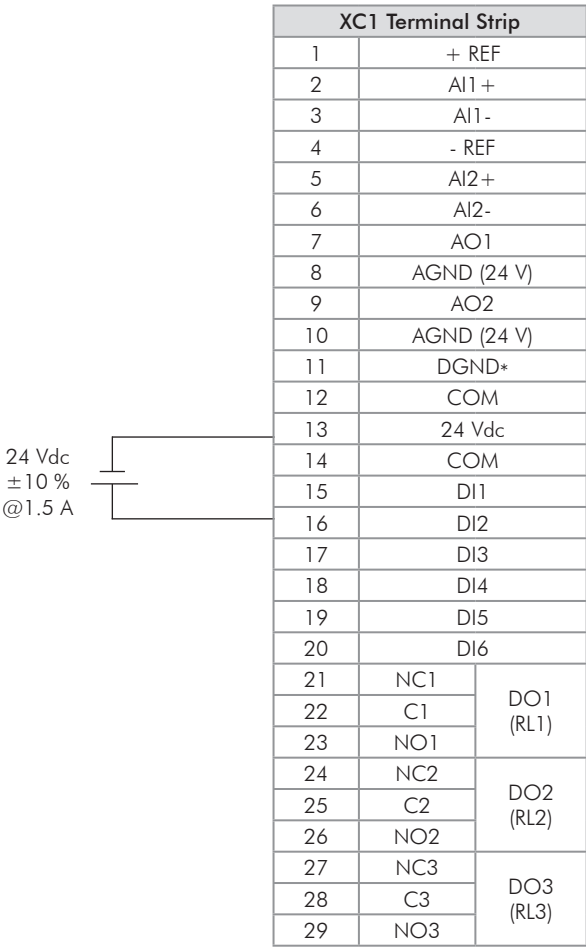 XC1 Terminal Strip
1 + REF
2 AI1+
3 AI1-
4 - REF
5 AI2+
6 AI2-
7 AO1
8 AGND (24 V)
9 AO2
10 AGND (24 V)
11 DGND*
12 COM
13 24 Vdc
14 COM
15 DI1
16 DI2
17 DI3
18 DI4
19 DI5
20 DI6
21 NC1
22 C1
23 NO1
DO1
(RL1)
24 NC2
25 C2
26 NO2
DO2
(RL2)
27 NC3
28 C3
29 NO3
DO3
(RL3)
24 Vdc
±10 %
@1.5 A